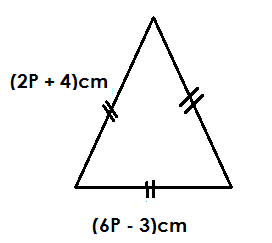 (2P + 4)cm
(6P - 3)cm